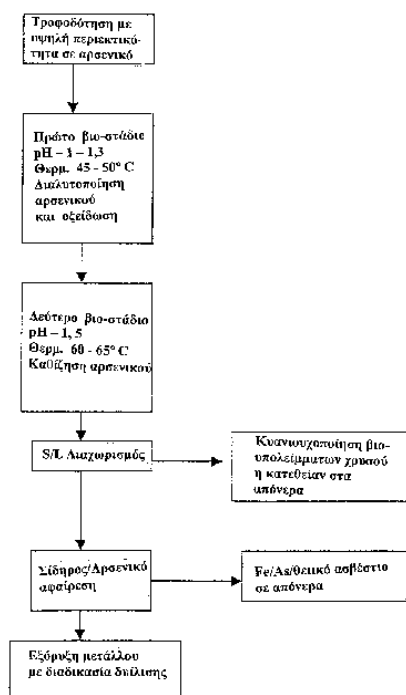 Τροφοδότηση με
υψηλή περιεκτικό-
τητα σε αρσενικό
Πρώτο βιο-στάδιο
pH – 1 – 1,3
Θερμ. 45 - 50° C
Διαλυτοποίηση
αρσενικού
και οξείδωση
Δεύτερο βιο-στάδιο
pH – 1, 5
Θερμ. 60 - 65° C
Καθίζηση αρσενικού
S/L Διαχωρισμός
Κυανιουχοποίηση βιο-
υπολείμματων χρυσού
η κατεθείαν στα
απόνερα
Σίδηρος/Αρσενικό
αφαίρεση
Fe/As/θειικό ασβέστιο
σε απόνερα
Εξόρυξη μετάλλου
με διαδικασία διύλισης